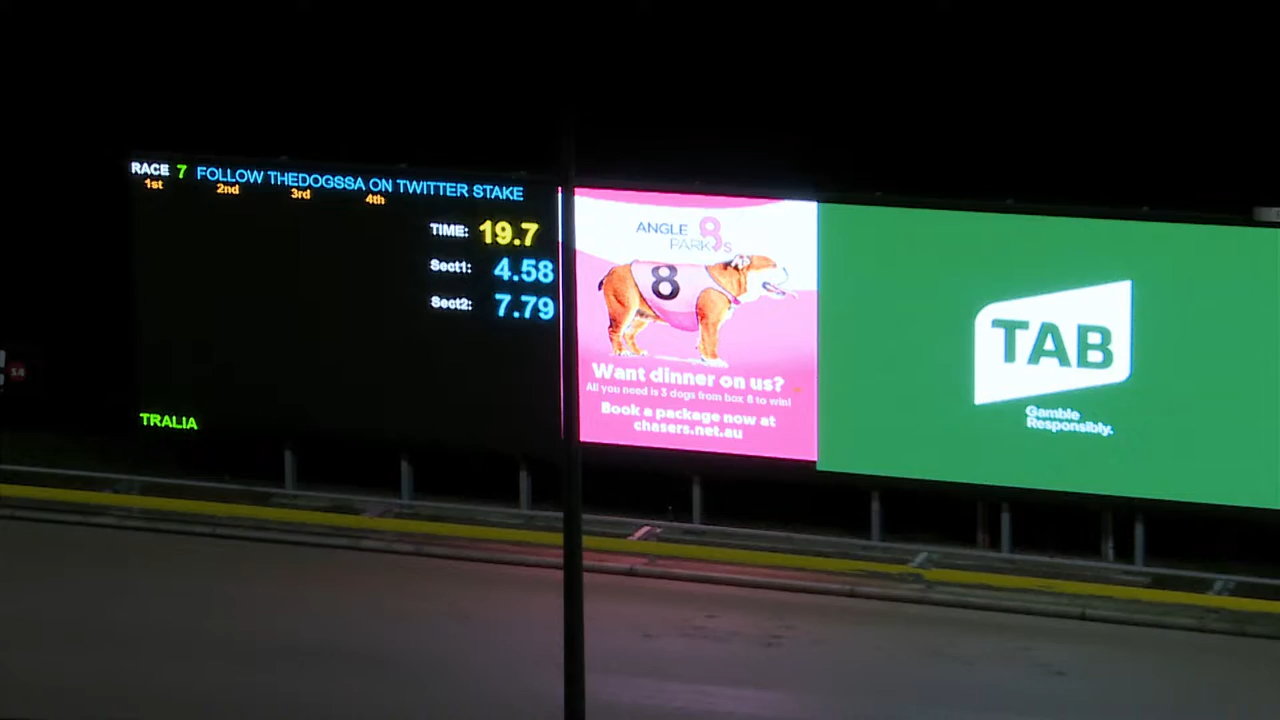 RACE 7 FOLLOW THEDOGSSA ON TWITTER STAKE
1st 2nd 3rd 4th
TIME: 19.7
Sect1: 4.58
Sect2: 7.79
TRALIA
ANGLE 8
PARK 8's
8
Want dinner on us?
All you need is 3 dogs from box 8 to win!
Book a package now at
chasers.net.au
TAB
Gamble
Responsibly.